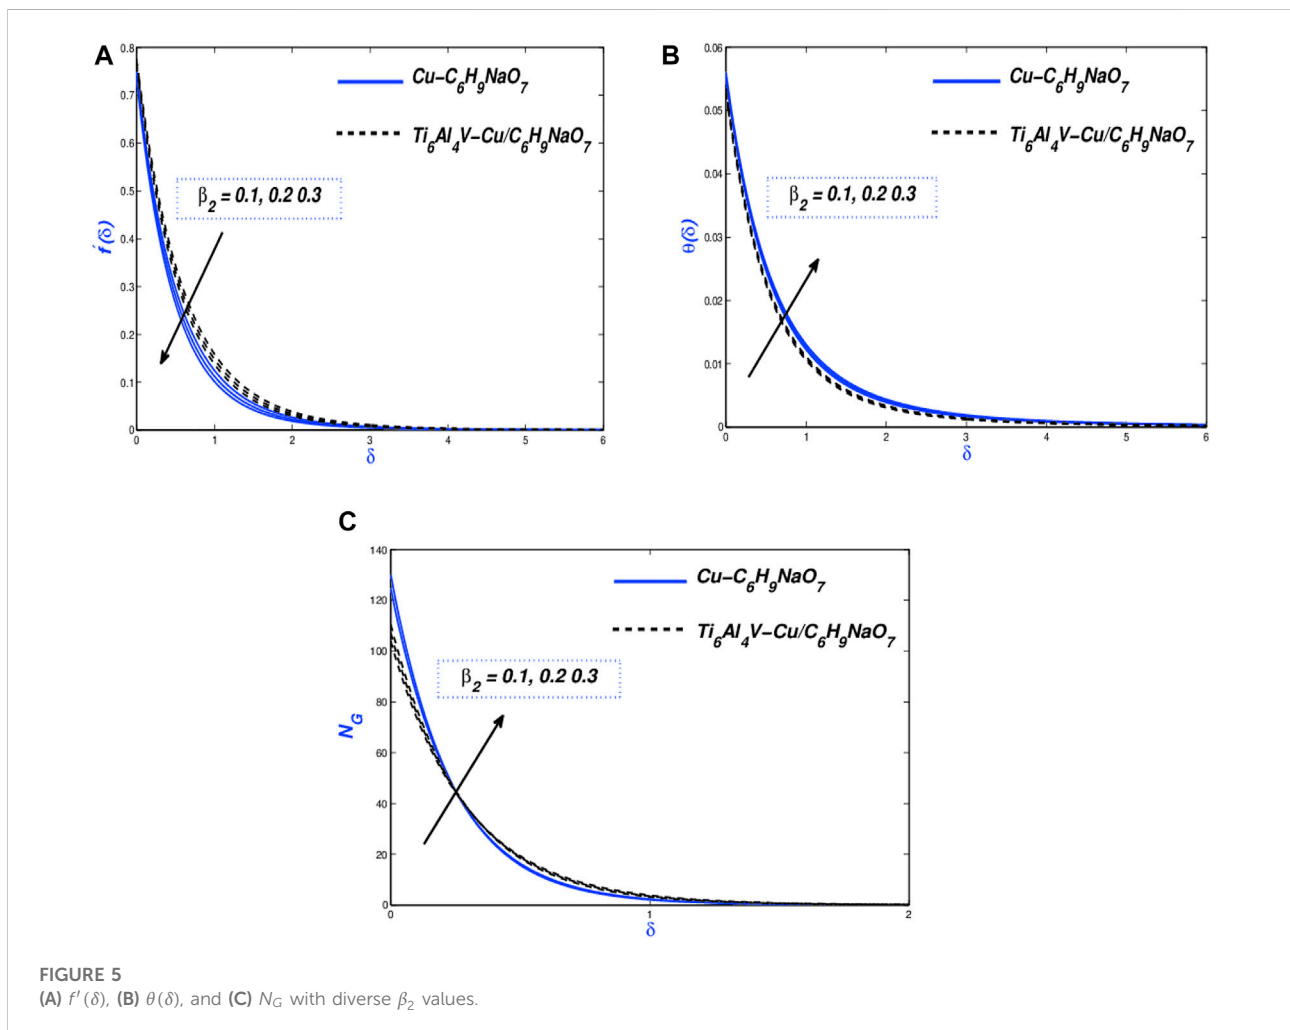 A
0.8
0.7
0.6
0.5
0.4
0.3
0.2
0.1
0
0 1 2 3 4 5 6
f́(δ)
δ
Cu–C₆H₉NaO₇
Ti₆Al₄V–Cu/C₆H₉NaO₇
β₂ = 0.1, 0.2 0.3
B
0.06
0.05
0.04
0.03
0.02
0.01
0
0 1 2 3 4 5 6
θ(δ)
δ
Cu–C₆H₉NaO₇
Ti₆Al₄V–Cu/C₆H₉NaO₇
β₂ = 0.1, 0.2 0.3
C
140
120
100
80
60
40
20
0
0 1 2
N_G
δ
Cu–C₆H₉NaO₇
Ti₆Al₄V–Cu/C₆H₉NaO₇
β₂ = 0.1, 0.2 0.3
FIGURE 5
(A) f′(δ), (B) θ(δ), and (C) N_G with diverse β₂ values.